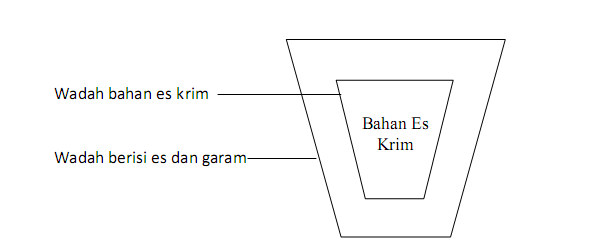 Wadah bahan es krim
Bahan Es
Krim
Wadah berisi es dan garam